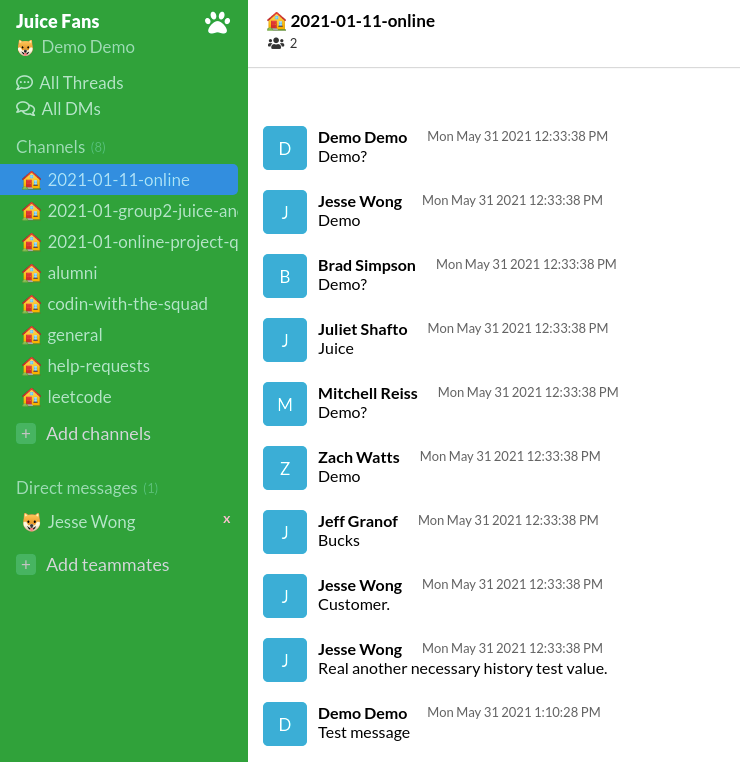 Juice Fans
Demo Demo
All Threads
All DMs
Channels (8)
2021-01-11-online
2021-01-group2-juice-an
2021-01-online-project-q
alumni
codin-with-the-squad
general
help-requests
leetcode
+ Add channels
Direct messages (1)
Jesse Wong x
+ Add teammates
2021-01-11-online
2
D Demo Demo Mon May 31 2021 12:33:38 PM
Demo?
J Jesse Wong Mon May 31 2021 12:33:38 PM
Demo
B Brad Simpson Mon May 31 2021 12:33:38 PM
Demo?
J Juliet Shafto Mon May 31 2021 12:33:38 PM
Juice
M Mitchell Reiss Mon May 31 2021 12:33:38 PM
Demo?
Z Zach Watts Mon May 31 2021 12:33:38 PM
Demo
J Jeff Granof Mon May 31 2021 12:33:38 PM
Bucks
J Jesse Wong Mon May 31 2021 12:33:38 PM
Customer.
J Jesse Wong Mon May 31 2021 12:33:38 PM
Real another necessary history test value.
D Demo Demo Mon May 31 2021 1:10:28 PM
Test message